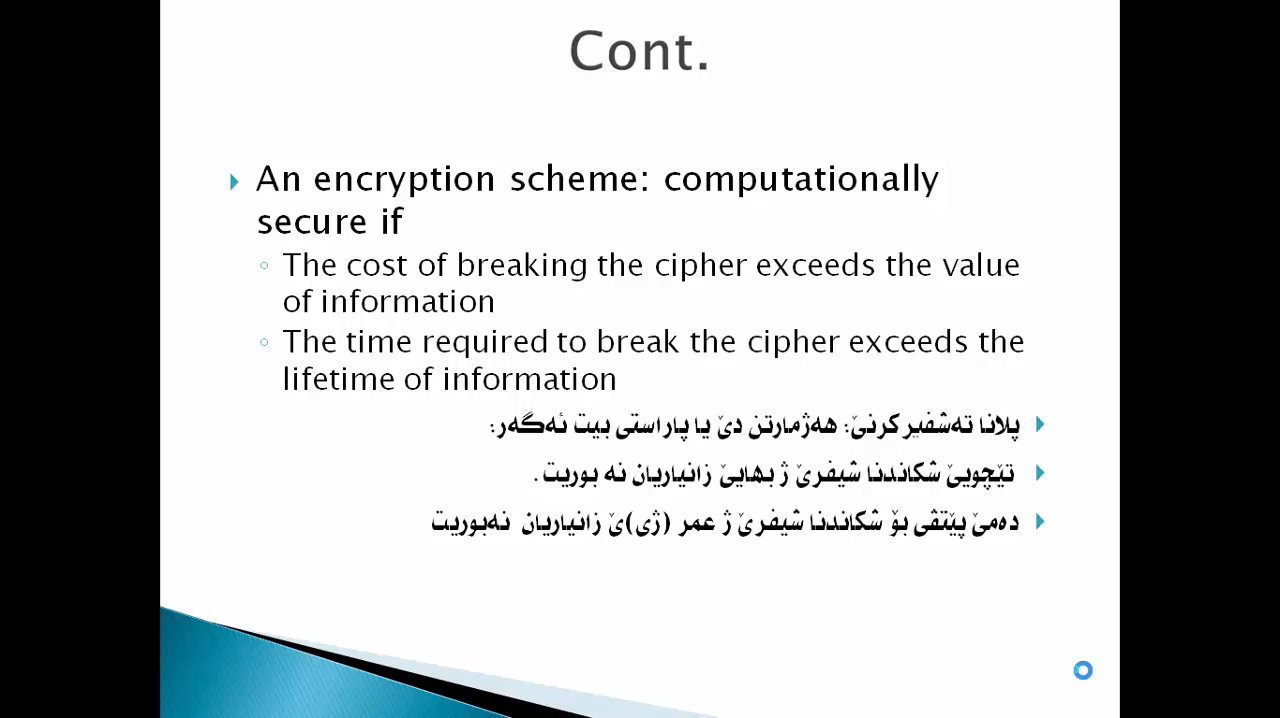 Cont.
An encryption scheme: computationally
secure if
The cost of breaking the cipher exceeds the value
of information
The time required to break the cipher exceeds the
lifetime of information
پلانا تەشفیرکرنێ؛ هەژمارتن دێ یا پاراستی بیت ئەگەر؛
تێچویێ شکاندنا شیفرێ ژ بهایێ زانیاریان نە بوریت.
دەمێ پێتڤی بۆ شکاندنا شیفرێ ژ عمر (ژی)ێ زانیاریان نەبوریت